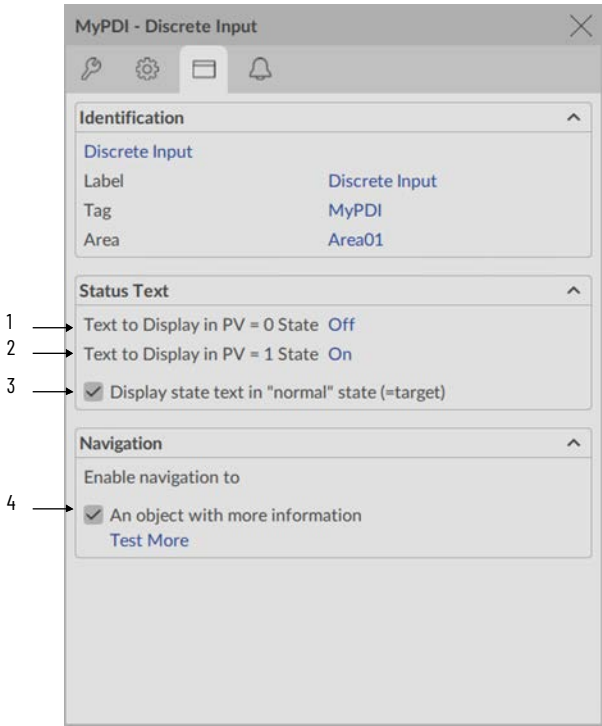 MyPDI - Discrete Input
Identification
Discrete Input
Label Discrete Input
Tag MyPDI
Area Area01
Status Text
1 Text to Display in PV = 0 State Off
2 Text to Display in PV = 1 State On
3 Display state text in "normal" state (=target)
Navigation
Enable navigation to
4 An object with more information
Test More